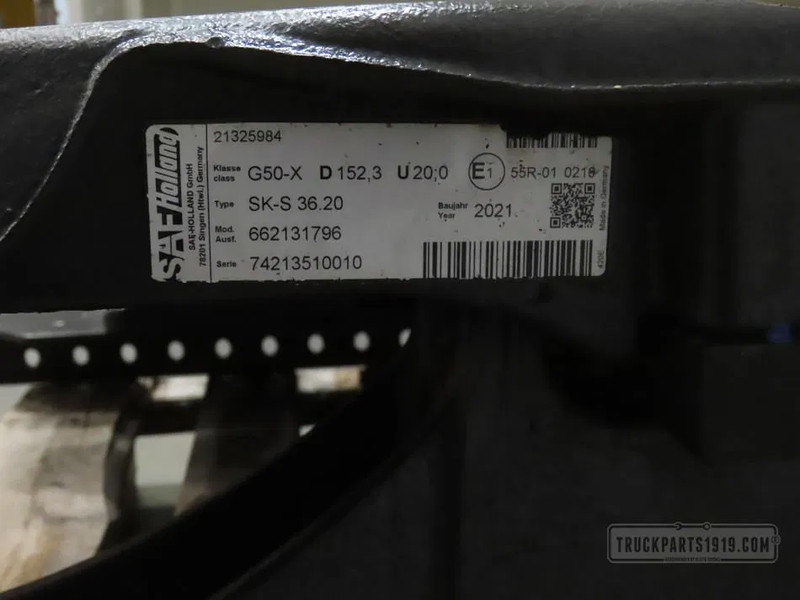 SAF Holland
SAF-HOLLAND GmbH
78201 Singen (Htwl.) Germany
21325984
Klasse
class
G50-X D 152,3 U 20,0 E1 55R-01 0218
Type SK-S 36.20
Baujahr
Year
2021
Mod.
Ausf.
662131796
Serie 74213510010
Made in Germany
TRUCKPARTS1919.COM